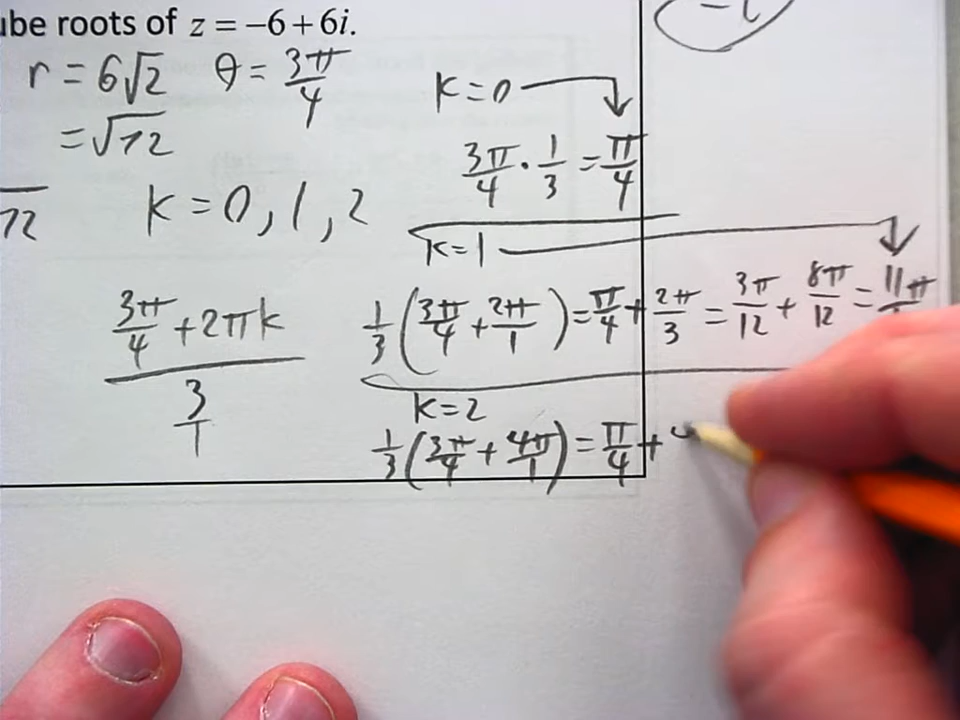 ube roots of z = −6 + 6i.
−i
r = 6√2 θ = 3π/4
= √72
72
k = 0, 1, 2
(3π/4 + 2πk)/(3/1)
k = 0
3π/4 · 1/3 = π/4
k = 1
1/3 (3π/4 + 2π/1) = π/4 + 2π/3 = 3π/12 + 8π/12 = 11π
k = 2
1/3 (3π/4 + 4π/1) = π/4 +